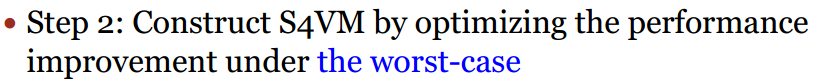 • Step 2: Construct S4VM by optimizing the performance
improvement under the worst-case